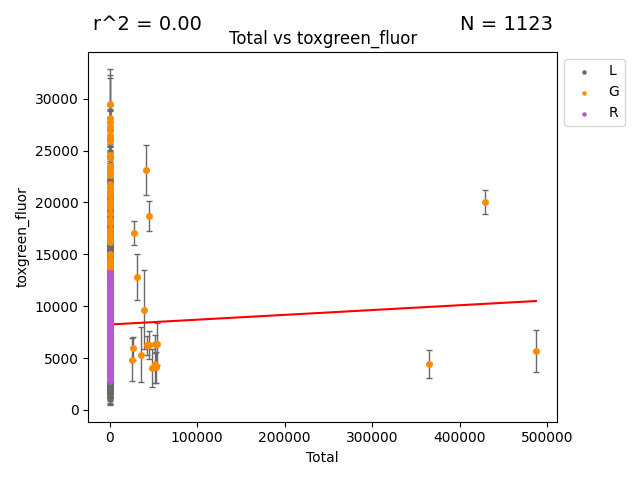 r^2 = 0.00
N = 1123
Total vs toxgreen_fluor
L
G
R
30000
25000
20000
15000
10000
5000
0
toxgreen_fluor
0
100000
200000
300000
400000
500000
Total